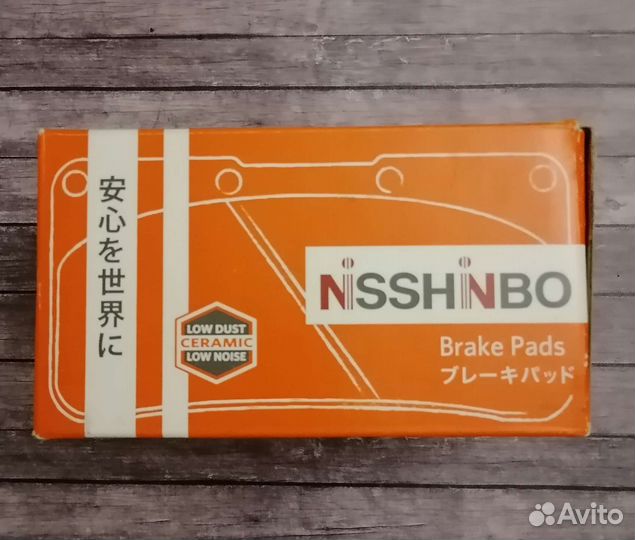 安心を世界に
LOW DUST
CERAMIC
LOW NOISE
NISSHINBO
Brake Pads
ブレーキパッド
Avito